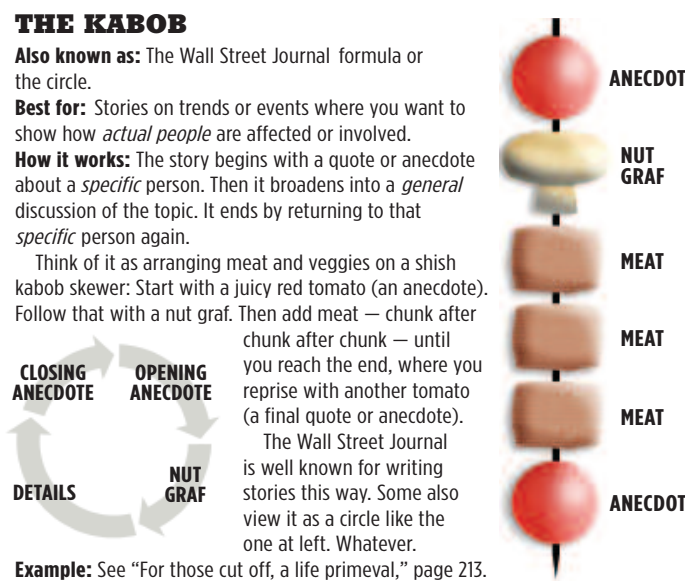 THE KABOB
Also known as: The Wall Street Journal formula or
the circle.
Best for: Stories on trends or events where you want to
show how actual people are affected or involved.
How it works: The story begins with a quote or anecdote
about a specific person. Then it broadens into a general
discussion of the topic. It ends by returning to that
specific person again.
Think of it as arranging meat and veggies on a shish
kabob skewer: Start with a juicy red tomato (an anecdote).
Follow that with a nut graf. Then add meat — chunk after
chunk after chunk — until
you reach the end, where you
reprise with another tomato
(a final quote or anecdote).
The Wall Street Journal
is well known for writing
stories this way. Some also
view it as a circle like the
one at left. Whatever.
Example: See “For those cut off, a life primeval,” page 213.
CLOSING
ANECDOTE
OPENING
ANECDOTE
DETAILS
NUT
GRAF
ANECDOT
NUT
GRAF
MEAT
MEAT
MEAT
ANECDOT